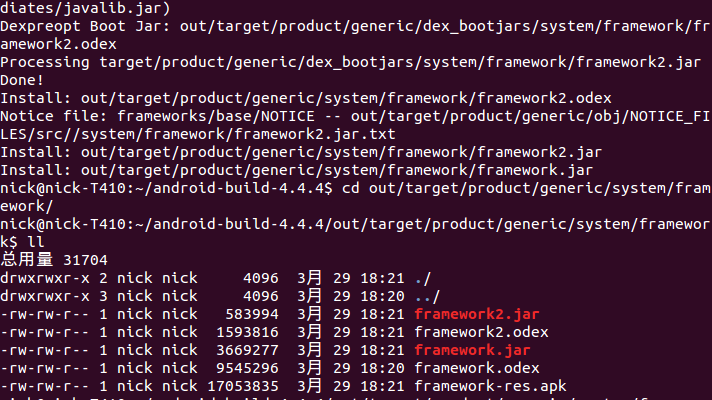 diates/javalib.jar)
Dexpreopt Boot Jar: out/target/product/generic/dex_bootjars/system/framework/fr
amework2.odex
Processing target/product/generic/dex_bootjars/system/framework/framework2.jar
Done!
Install: out/target/product/generic/system/framework/framework2.odex
Notice file: frameworks/base/NOTICE -- out/target/product/generic/obj/NOTICE_FI
LES/src//system/framework/framework2.jar.txt
Install: out/target/product/generic/system/framework/framework2.jar
Install: out/target/product/generic/system/framework/framework.jar
nick@nick-T410:~/android-build-4.4.4$ cd out/target/product/generic/system/fram
ework/
nick@nick-T410:~/android-build-4.4.4/out/target/product/generic/system/framewor
k$ ll
总用量 31704
drwxrwxr-x 2 nick nick     4096  3月 29 18:21 ./
drwxrwxr-x 3 nick nick     4096  3月 29 18:20 ../
-rw-rw-r-- 1 nick nick   583994  3月 29 18:21 framework2.jar
-rw-rw-r-- 1 nick nick  1593816  3月 29 18:21 framework2.odex
-rw-rw-r-- 1 nick nick  3669277  3月 29 18:21 framework.jar
-rw-rw-r-- 1 nick nick  9545296  3月 29 18:20 framework.odex
-rw-rw-r-- 1 nick nick 17053835  3月 29 18:21 framework-res.apk